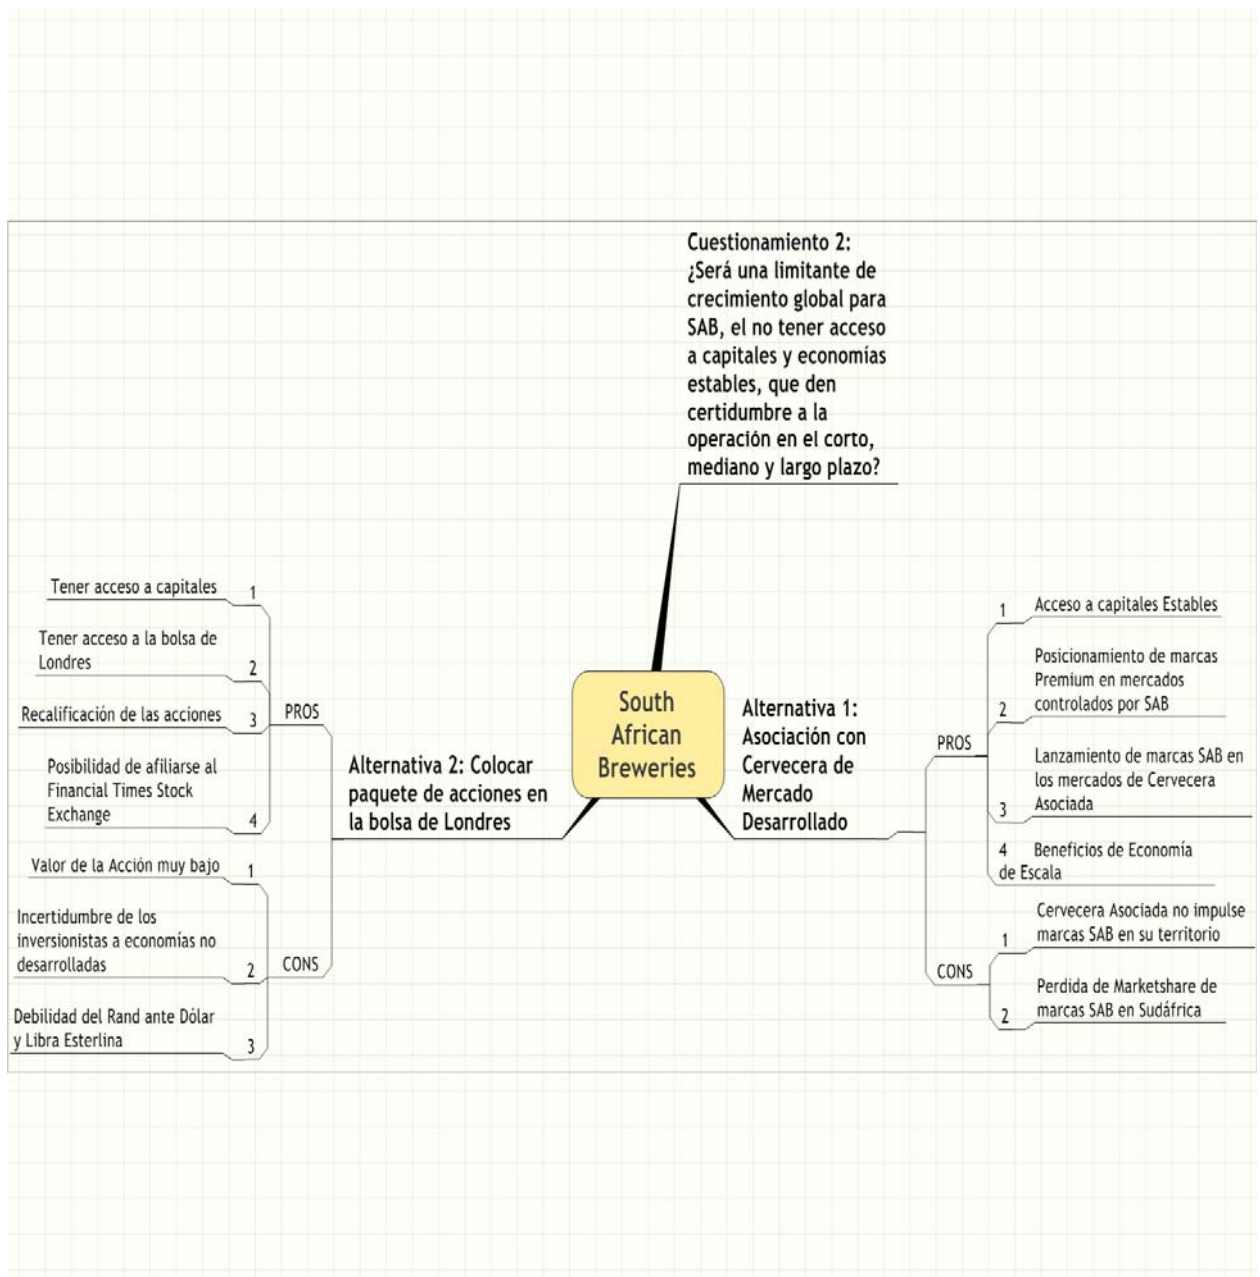 Cuestionamiento 2:
¿Será una limitante de
crecimiento global para
SAB, el no tener acceso
a capitales y economías
estables, que den
certidumbre a la
operación en el corto,
mediano y largo plazo?
South
African
Breweries
Alternativa 1:
Asociación con
Cervecera de
Mercado
Desarrollado
PROS
1 Acceso a capitales Estables
2
Posicionamiento de marcas
Premium en mercados
controlados por SAB
3
Lanzamiento de marcas SAB en
los mercados de Cervecera
Asociada
4 Beneficios de Economía
de Escala
CONS
1
Cervecera Asociada no impulse
marcas SAB en su territorio
2
Perdida de Marketshare de
marcas SAB en Sudáfrica
Alternativa 2: Colocar
paquete de acciones en
la bolsa de Londres
PROS
Tener acceso a capitales 1
Tener acceso a la bolsa de
Londres
2
Recalificación de las acciones 3
Posibilidad de afiliarse al
Financial Times Stock
Exchange
4
CONS
Valor de la Acción muy bajo 1
Incertidumbre de los
inversionistas a economías no
desarrolladas
2
Debilidad del Rand ante Dólar
y Libra Esterlina
3